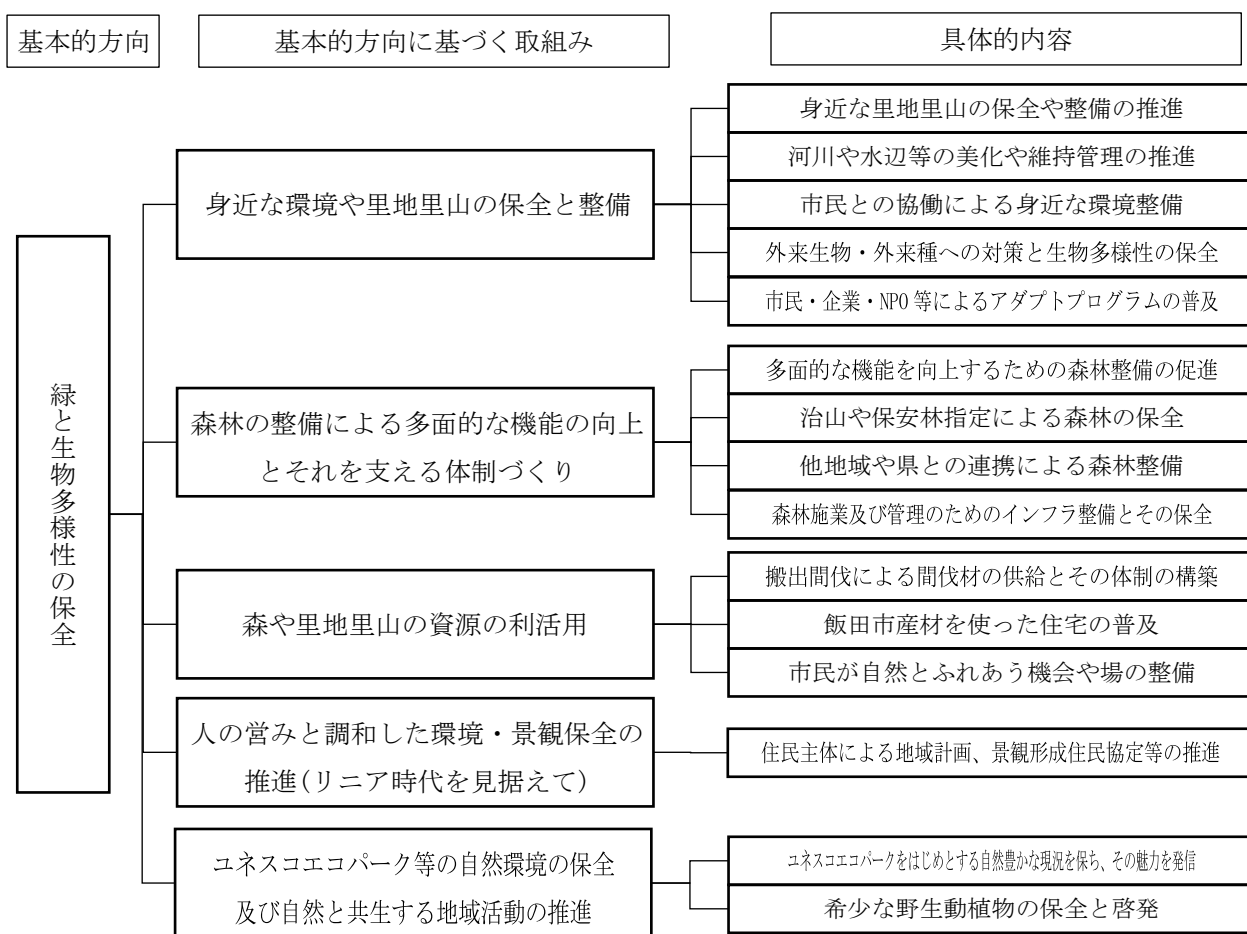 基本的方向
基本的方向に基づく取組み
具体的内容
緑と生物多様性の保全
身近な環境や里地里山の保全と整備
身近な里地里山の保全や整備の推進
河川や水辺等の美化や維持管理の推進
市民との協働による身近な環境整備
外来生物・外来種への対策と生物多様性の保全
市民・企業・NPO 等によるアダプトプログラムの普及
森林の整備による多面的な機能の向上
とそれを支える体制づくり
多面的な機能を向上するための森林整備の促進
治山や保安林指定による森林の保全
他地域や県との連携による森林整備
森林施業及び管理のためのインフラ整備とその保全
森や里地里山の資源の利活用
搬出間伐による間伐材の供給とその体制の構築
飯田市産材を使った住宅の普及
市民が自然とふれあう機会や場の整備
人の営みと調和した環境・景観保全の
推進(リニア時代を見据えて)
住民主体による地域計画、景観形成住民協定等の推進
ユネスコエコパーク等の自然環境の保全
及び自然と共生する地域活動の推進
ユネスコエコパークをはじめとする自然豊かな現況を保ち、その魅力を発信
希少な野生動植物の保全と啓発